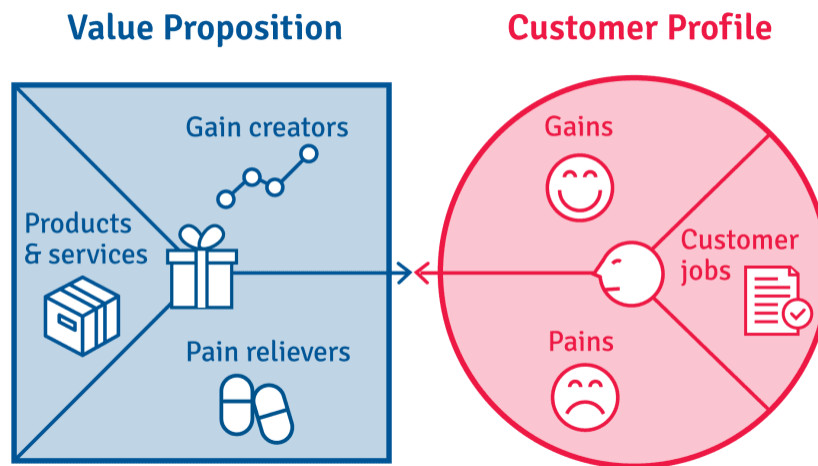 Value Proposition
Customer Profile
Gain creators
Products
& services
Pain relievers
Gains
Customer
jobs
Pains